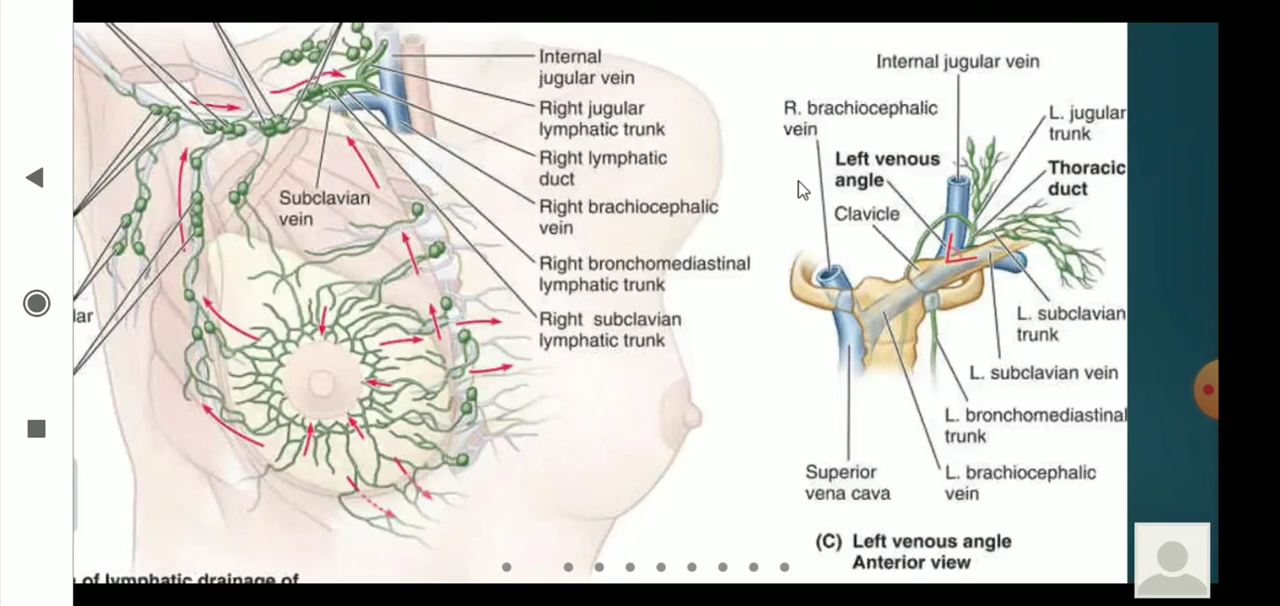 Internal
jugular vein
Right jugular
lymphatic trunk
Right lymphatic
duct
Right brachiocephalic
vein
Right bronchomediastinal
lymphatic trunk
Right subclavian
lymphatic trunk
Subclavian
vein
lar
of lymphatic drainage of
Internal jugular vein
R. brachiocephalic
vein
L. jugular
trunk
Left venous
angle
Thoracic
duct
Clavicle
L. subclavian
trunk
L. subclavian vein
L. bronchomediastinal
trunk
Superior
vena cava
L. brachiocephalic
vein
(C) Left venous angle
Anterior view